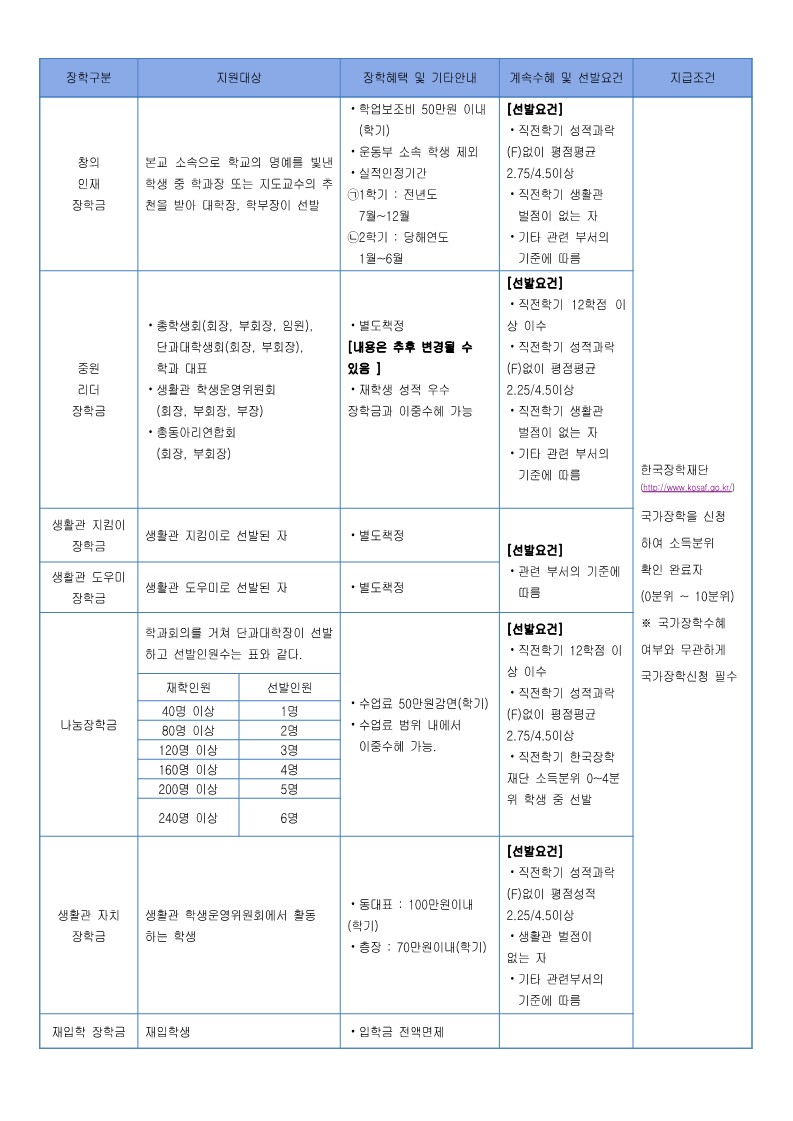 장학구분
지원대상
장학혜택 및 기타안내
계속수혜 및 선발요건
지급조건
창의
인재
장학금
본교 소속으로 학교의 명예를 빛낸
학생 중 학과장 또는 지도교수의 추
천을 받아 대학장, 학부장이 선발
・학업보조비 50만원 이내
(학기)
・운동부 소속 학생 제외
・실적인정기간
㉠1학기 : 전년도
7월~12월
㉡2학기 : 당해연도
1월~6월
[선발요건]
・직전학기 성적과락
(F)없이 평점평균
2.75/4.5이상
・직전학기 생활관
벌점이 없는 자
・기타 관련 부서의
기준에 따름
중원
리더
장학금
・총학생회(회장, 부회장, 임원),
단과대학생회(회장, 부회장),
학과 대표
・생활관 학생운영위원회
(회장, 부회장, 부장)
・총동아리연합회
(회장, 부회장)
・별도책정
[내용은 추후 변경될 수
있음 ]
・재학생 성적 우수
장학금과 이중수혜 가능
[선발요건]
・직전학기 12학점 이
상 이수
・직전학기 성적과락
(F)없이 평점평균
2.25/4.5이상
・직전학기 생활관
벌점이 없는 자
・기타 관련 부서의
기준에 따름
생활관 지킴이
장학금
생활관 지킴이로 선발된 자
・별도책정
생활관 도우미
장학금
생활관 도우미로 선발된 자
・별도책정
[선발요건]
・관련 부서의 기준에
따름
나눔장학금
학과회의를 거쳐 단과대학장이 선발
하고 선발인원수는 표와 같다.
재학인원 선발인원
40명 이상 1명
80명 이상 2명
120명 이상 3명
160명 이상 4명
200명 이상 5명
240명 이상 6명
・수업료 50만원감면(학기)
・수업료 범위 내에서
이중수혜 가능.
[선발요건]
・직전학기 12학점 이
상 이수
・직전학기 성적과락
(F)없이 평점평균
2.75/4.5이상
・직전학기 한국장학
재단 소득분위 0~4분
위 학생 중 선발
생활관 자치
장학금
생활관 학생운영위원회에서 활동
하는 학생
・동대표 : 100만원이내
(학기)
・층장 : 70만원이내(학기)
[선발요건]
・직전학기 성적과락
(F)없이 평점성적
2.25/4.5이상
・생활관 벌점이
없는 자
・기타 관련부서의
기준에 따름
재입학 장학금
재입학생
・입학금 전액면제
한국장학재단
(http://www.kosaf.go.kr/)
국가장학을 신청
하여 소득분위
확인 완료자
(0분위 ~ 10분위)
※ 국가장학수혜
여부와 무관하게
국가장학신청 필수